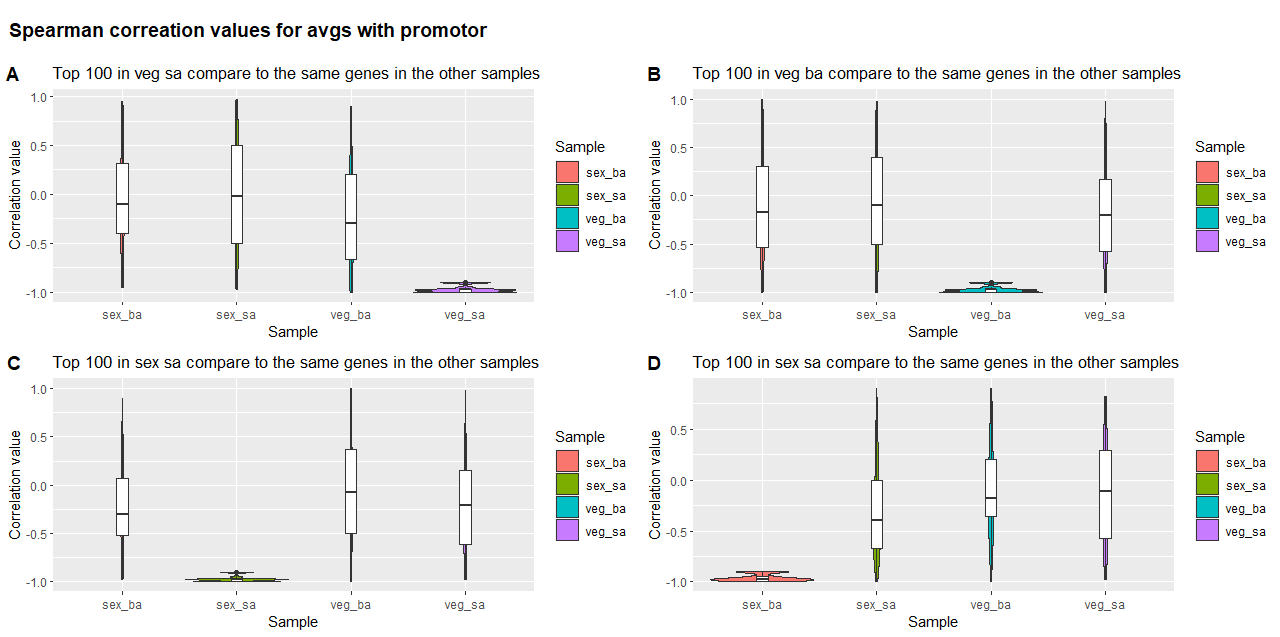 Spearman correation values for avgs with promotor
A
Top 100 in veg sa compare to the same genes in the other samples
Correlation value
1.0
0.5
0.0
-0.5
-1.0
sex_ba
sex_sa
veg_ba
veg_sa
Sample
Sample
sex_ba
sex_sa
veg_ba
veg_sa
B
Top 100 in veg ba compare to the same genes in the other samples
Correlation value
1.0
0.5
0.0
-0.5
-1.0
sex_ba
sex_sa
veg_ba
veg_sa
Sample
Sample
sex_ba
sex_sa
veg_ba
veg_sa
C
Top 100 in sex sa compare to the same genes in the other samples
Correlation value
1.0
0.5
0.0
-0.5
-1.0
sex_ba
sex_sa
veg_ba
veg_sa
Sample
Sample
sex_ba
sex_sa
veg_ba
veg_sa
D
Top 100 in sex sa compare to the same genes in the other samples
Correlation value
0.5
0.0
-0.5
-1.0
sex_ba
sex_sa
veg_ba
veg_sa
Sample
Sample
sex_ba
sex_sa
veg_ba
veg_sa